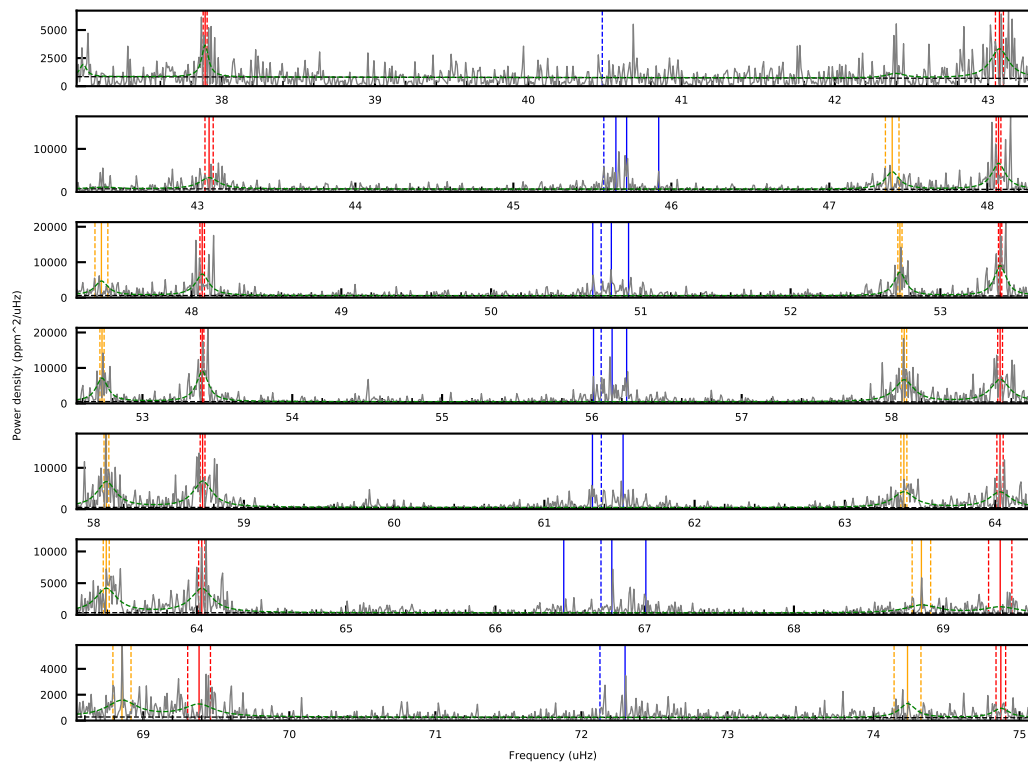 5000
2500
0
38 39 40 41 42 43
10000
0
43 44 45 46 47 48
20000
10000
0
48 49 50 51 52 53
20000
10000
0
53 54 55 56 57 58
Power density (ppm^2/uHz)
10000
0
58 59 60 61 62 63 64
10000
5000
0
64 65 66 67 68 69
4000
2000
0
69 70 71 72 73 74 75
Frequency (uHz)